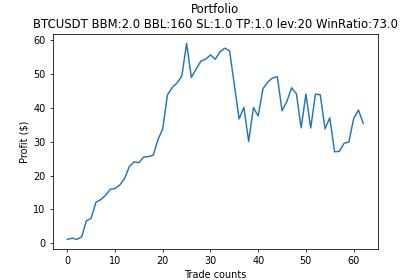 Portfolio
BTCUSDT BBM:2.0 BBL:160 SL:1.0 TP:1.0 lev:20 WinRatio:73.0
60
50
40
30
20
10
0
Profit ($)
0 10 20 30 40 50 60
Trade counts